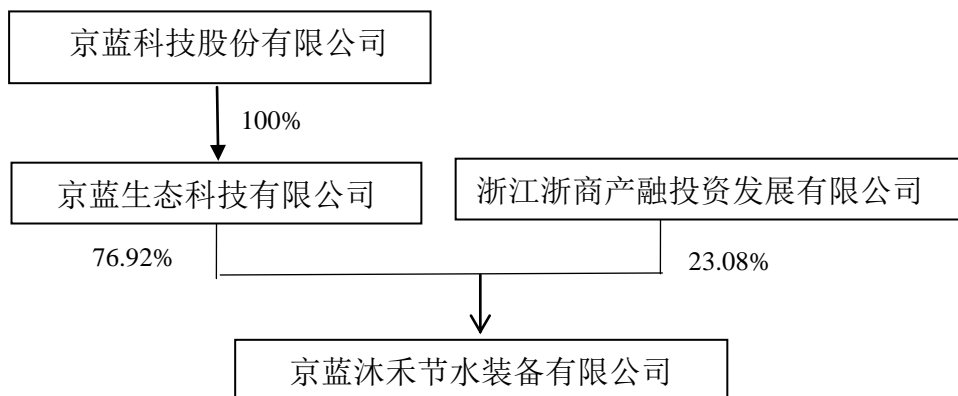 京蓝科技股份有限公司
100%
京蓝生态科技有限公司
浙江浙商产融投资发展有限公司
76.92%
23.08%
京蓝沐禾节水装备有限公司